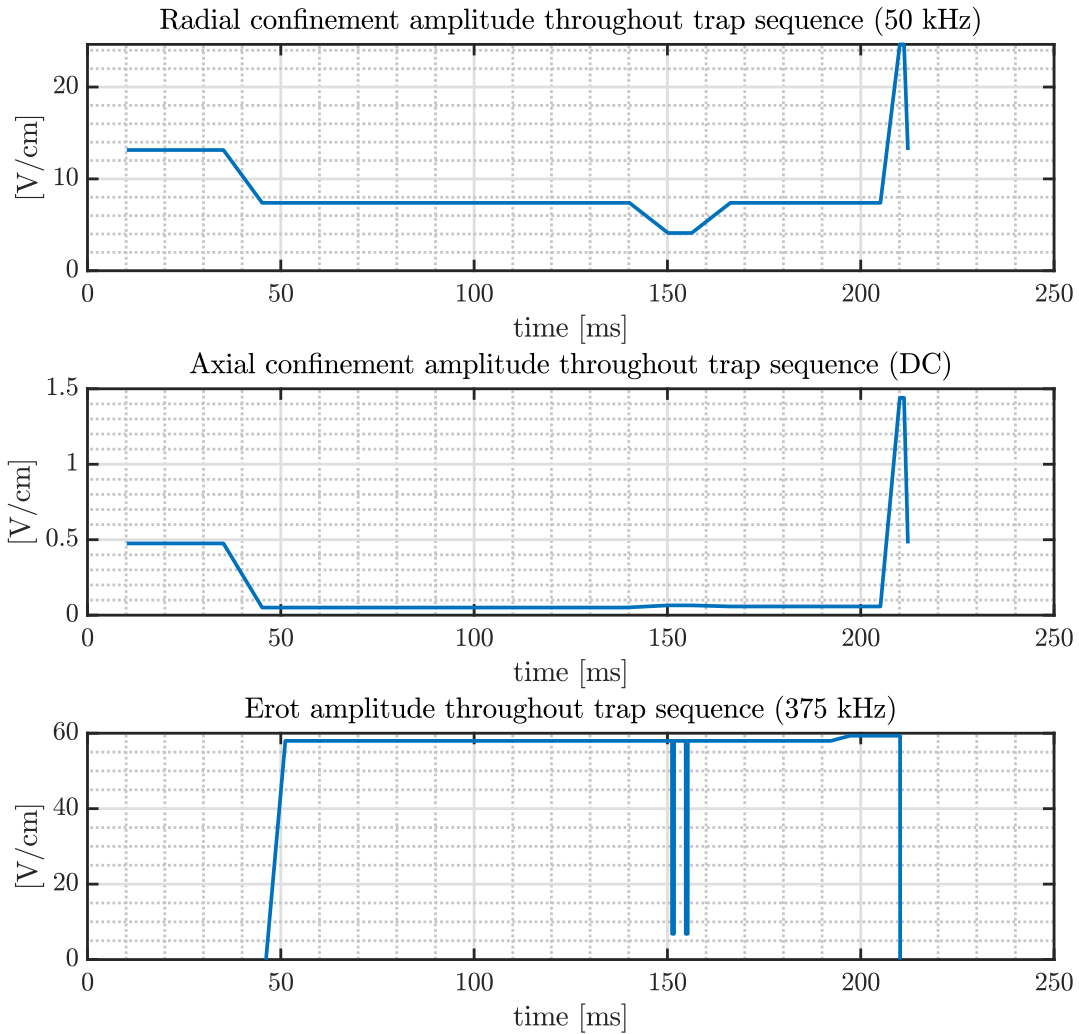 Radial confinement amplitude throughout trap sequence (50 kHz)
[V/cm]
20
10
0
0 50 100 150 200 250
time [ms]
Axial confinement amplitude throughout trap sequence (DC)
[V/cm]
1.5
1
0.5
0
0 50 100 150 200 250
time [ms]
Erot amplitude throughout trap sequence (375 kHz)
[V/cm]
60
40
20
0
0 50 100 150 200 250
time [ms]